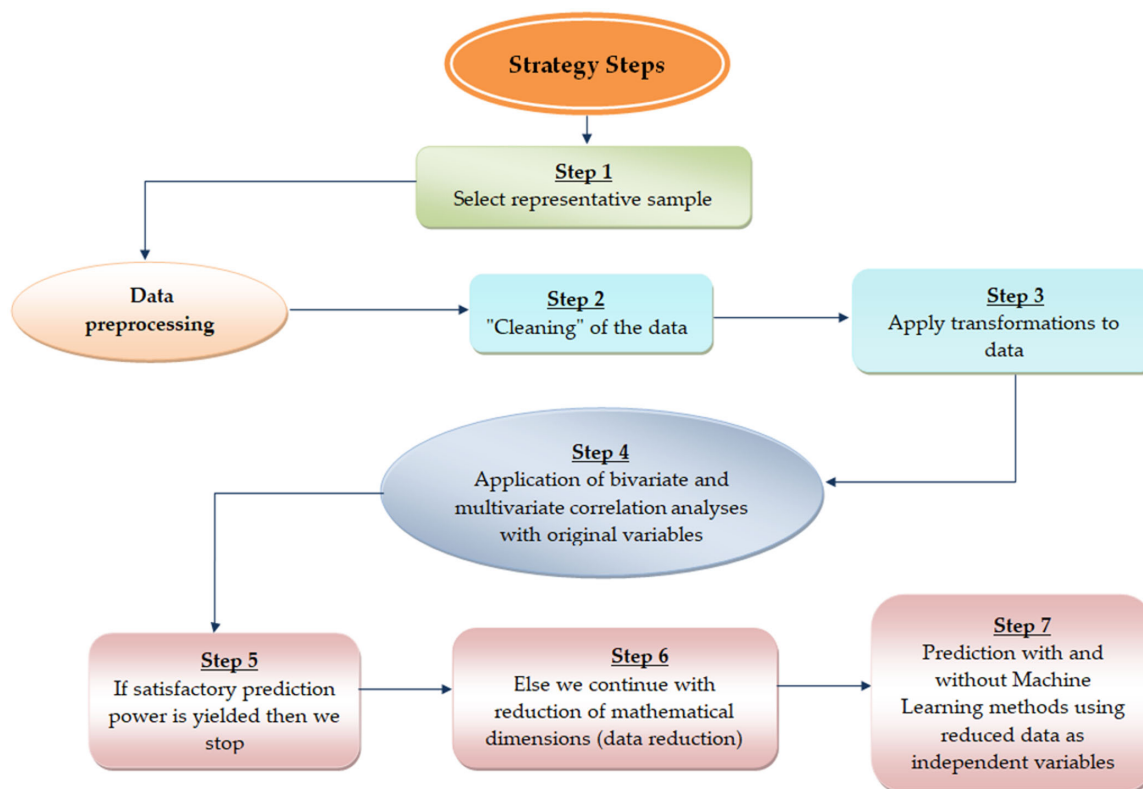 Strategy Steps
Step 1
Select representative sample
Data
preprocessing
Step 2
"Cleaning" of the data
Step 3
Apply transformations to
data
Step 4
Application of bivariate and
multivariate correlation analyses
with original variables
Step 5
If satisfactory prediction
power is yielded then we
stop
Step 6
Else we continue with
reduction of mathematical
dimensions (data reduction)
Step 7
Prediction with and
without Machine
Learning methods using
reduced data as
independent variables